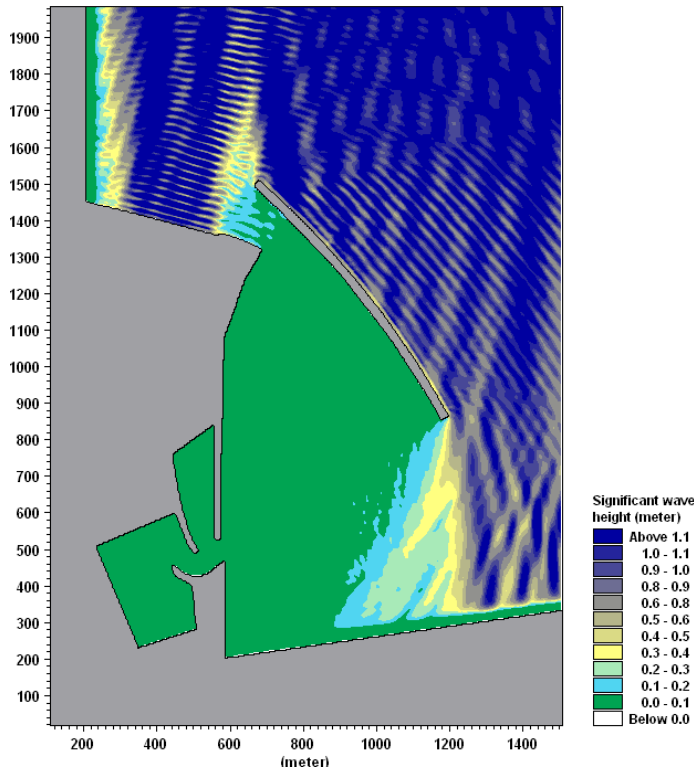 1900
1800
1700
1600
1500
1400
1300
1200
1100
1000
900
800
700
600
500
400
300
200
100
200 400 600 800 1000 1200 1400
(meter)
Significant wave
height (meter)
Above 1.1
1.0 - 1.1
0.9 - 1.0
0.8 - 0.9
0.6 - 0.8
0.5 - 0.6
0.4 - 0.5
0.3 - 0.4
0.2 - 0.3
0.1 - 0.2
0.0 - 0.1
Below 0.0